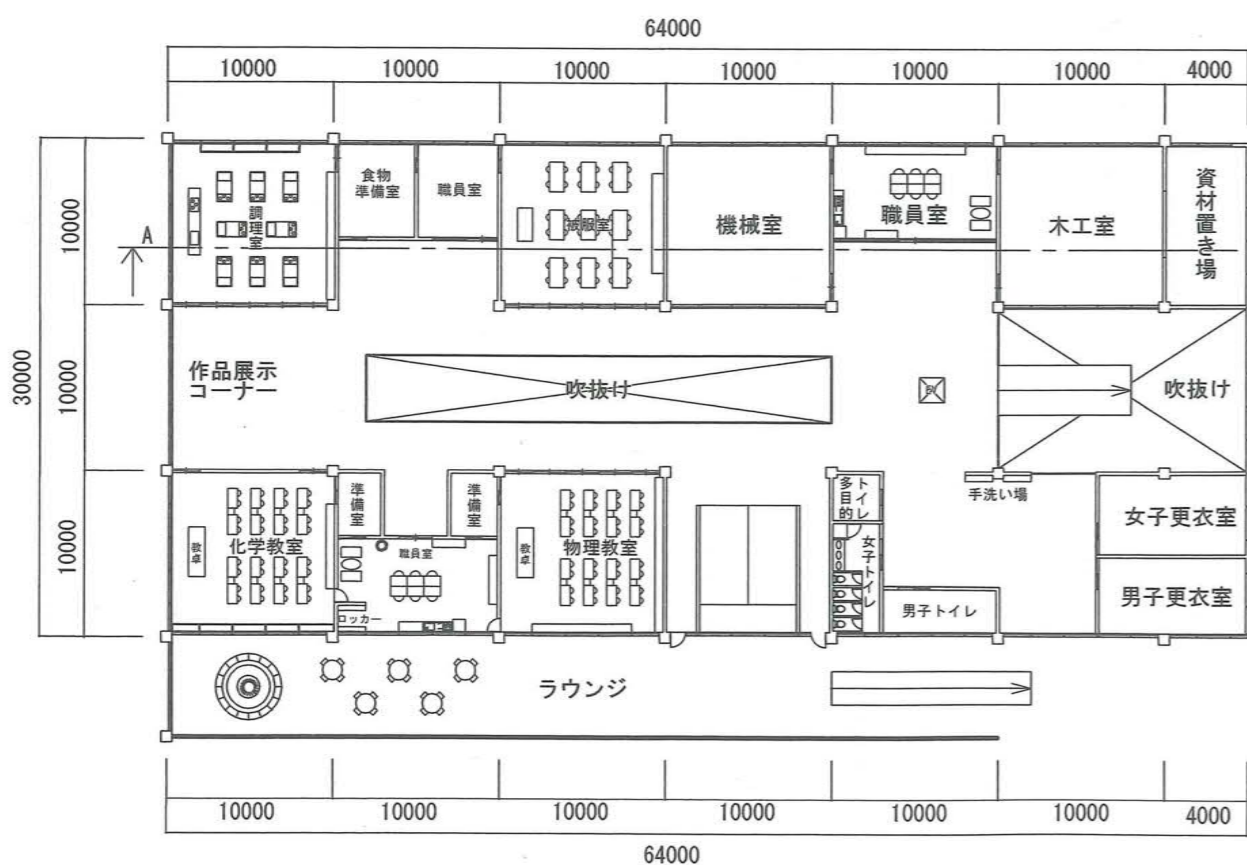 64000
10000 10000 10000 10000 10000 10000 4000
30000
10000
10000
10000
A
調理室
食物
準備室
職員室
被服室
機械室
職員室
木工室
資材置き場
作品展示
コーナー
吹抜け
EV
吹抜け
準備室
準備室
教卓
化学教室
職員室
ロッカー
教卓
物理教室
多目的
トイレ
女子トイレ
男子トイレ
手洗い場
女子更衣室
男子更衣室
ラウンジ
10000 10000 10000 10000 10000 10000 4000
64000